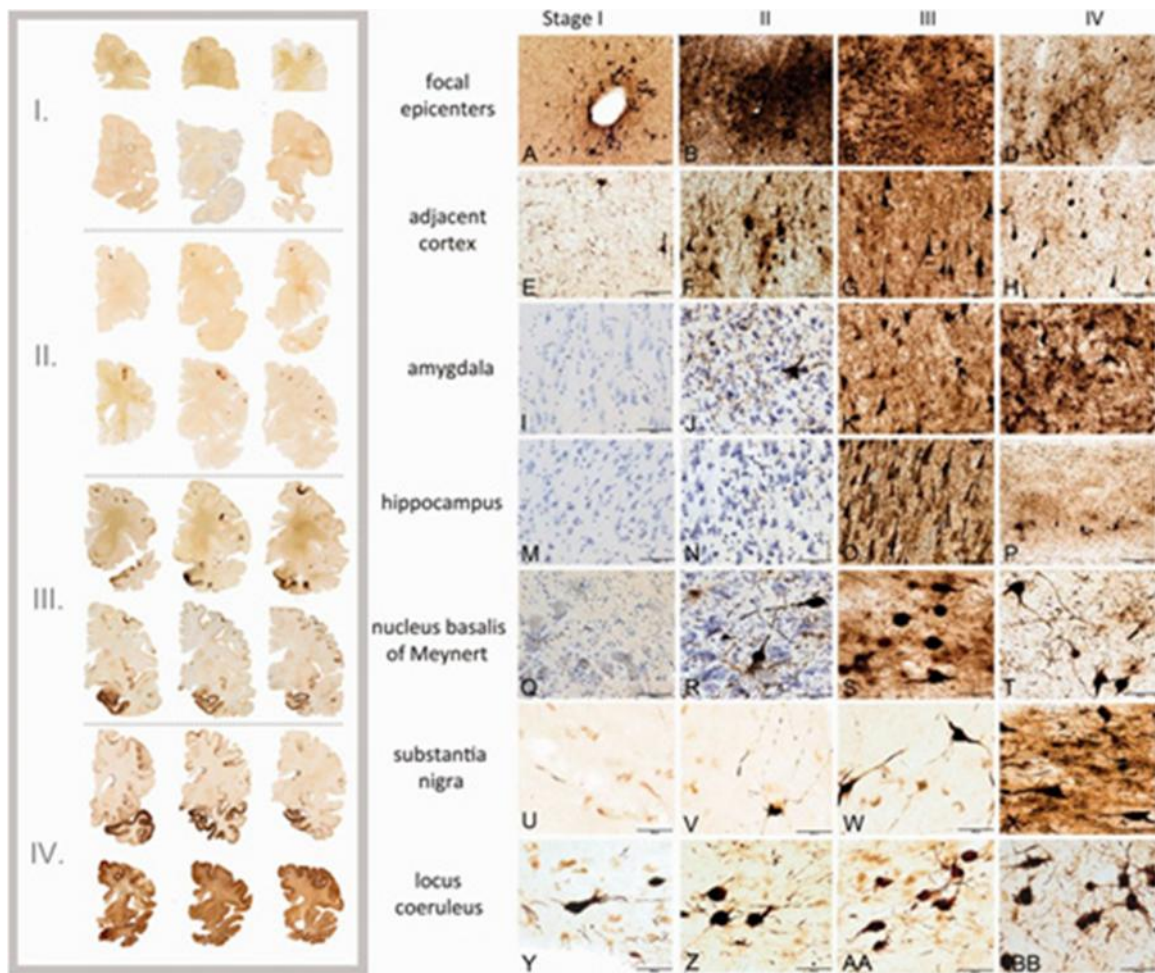 Stage I II III IV
I.
II.
III.
IV.
focal
epicenters
A B C D
adjacent
cortex
E F G H
amygdala
I J K L
hippocampus
M N O P
nucleus basalis
of Meynert
Q R S T
substantia
nigra
U V W X
locus
coeruleus
Y Z AA BB